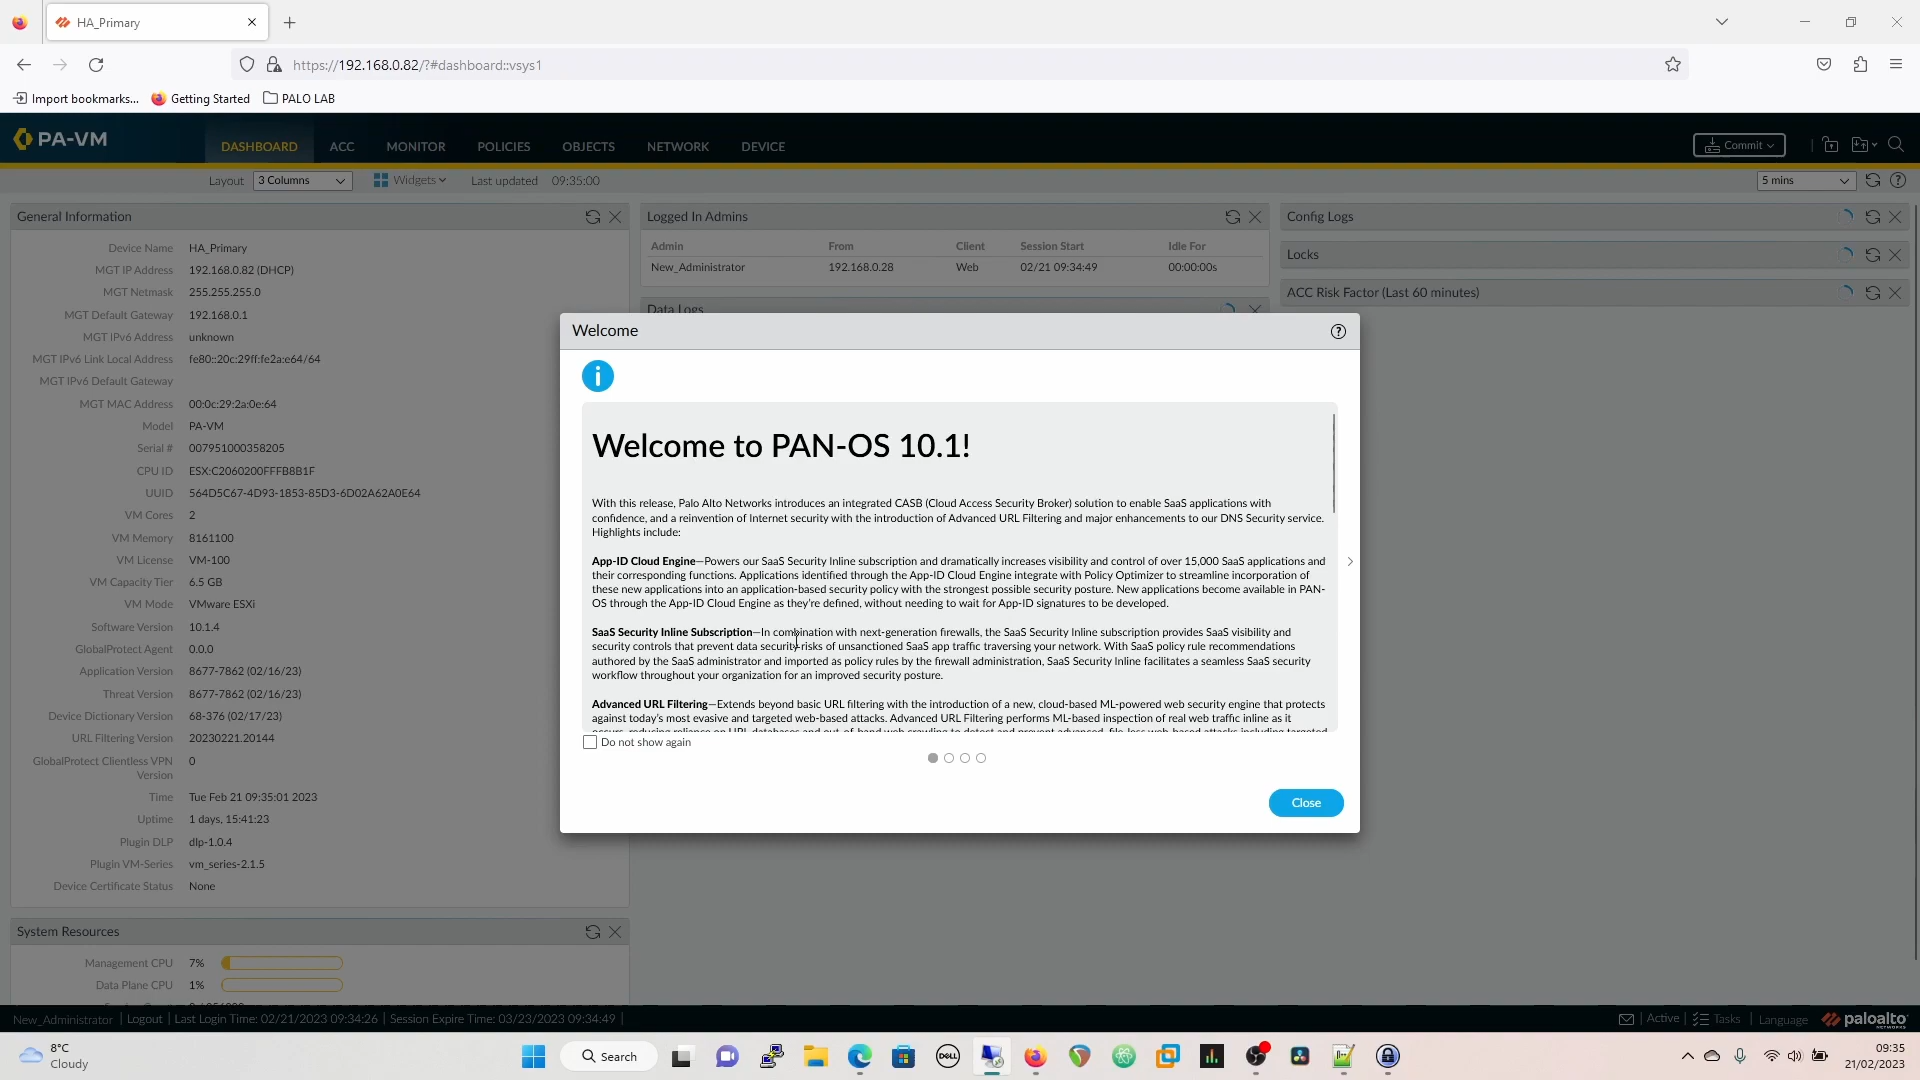 HA_Primary
https://192.168.0.82/?#dashboard::vsys1
Import bookmarks...
Getting Started
PALO LAB
PA-VM
DASHBOARD
ACC
MONITOR
POLICIES
OBJECTS
NETWORK
DEVICE
Commit
Layout
3 Columns
Widgets
Last updated
09:35:00
5 mins
General Information
Device Name HA_Primary
MGT IP Address 192.168.0.82 (DHCP)
MGT Netmask 255.255.255.0
MGT Default Gateway 192.168.0.1
MGT IPv6 Address unknown
MGT IPv6 Link Local Address fe80::20c:29ff:fe2a:e64/64
MGT IPv6 Default Gateway
MGT MAC Address 00:0c:29:2a:0e:64
Model PA-VM
Serial # 007951000358205
CPU ID ESX:C2060200FFFB8B1F
UUID 564D5C67-4D93-1853-85D3-6D02A62A0E64
VM Cores 2
VM Memory 8161100
VM License VM-100
VM Capacity Tier 6.5 GB
VM Mode VMware ESXi
Software Version 10.1.4
GlobalProtect Agent 0.0.0
Application Version 8677-7862 (02/16/23)
Threat Version 8677-7862 (02/16/23)
Device Dictionary Version 68-376 (02/17/23)
URL Filtering Version 20230221.20144
GlobalProtect Clientless VPN 0
Version
Time Tue Feb 21 09:35:01 2023
Uptime 1 days, 15:41:23
Plugin DLP dlp-1.0.4
Plugin VM-Series vm_series-2.1.5
Device Certificate Status None
System Resources
Management CPU 7%
Data Plane CPU 1%
Logged In Admins
Admin From Client Session Start Idle For
New_Administrator 192.168.0.28 Web 02/21 09:34:49 00:00:00s
Data Logs
Config Logs
Locks
ACC Risk Factor (Last 60 minutes)
Welcome
Welcome to PAN-OS 10.1!
With this release, Palo Alto Networks introduces an integrated CASB (Cloud Access Security Broker) solution to enable SaaS applications with
confidence, and a reinvention of Internet security with the introduction of Advanced URL Filtering and major enhancements to our DNS Security service.
Highlights include:
App-ID Cloud Engine—Powers our SaaS Security Inline subscription and dramatically increases visibility and control of over 15,000 SaaS applications and
their corresponding functions. Applications identified through the App-ID Cloud Engine integrate with Policy Optimizer to streamline incorporation of
these new applications into an application-based security policy with the strongest possible security posture. New applications become available in PAN-
OS through the App-ID Cloud Engine as they're defined, without needing to wait for App-ID signatures to be developed.
SaaS Security Inline Subscription—In combination with next-generation firewalls, the SaaS Security Inline subscription provides SaaS visibility and
security controls that prevent data security risks of unsanctioned SaaS app traffic traversing your network. With SaaS policy rule recommendations
authored by the SaaS administrator and imported as policy rules by the firewall administration, SaaS Security Inline facilitates a seamless SaaS security
workflow throughout your organization for an improved security posture.
Advanced URL Filtering—Extends beyond basic URL filtering with the introduction of a new, cloud-based ML-powered web security engine that protects
against today's most evasive and targeted web-based attacks. Advanced URL Filtering performs ML-based inspection of real web traffic inline as it
Do not show again
Close
New_Administrator | Logout | Last Login Time: 02/21/2023 09:34:26 | Session Expire Time: 03/23/2023 09:34:49 |
| Active | Tasks | Language paloalto
NETWORKS
8°C
Cloudy
Search
DELL
09:35
21/02/2023